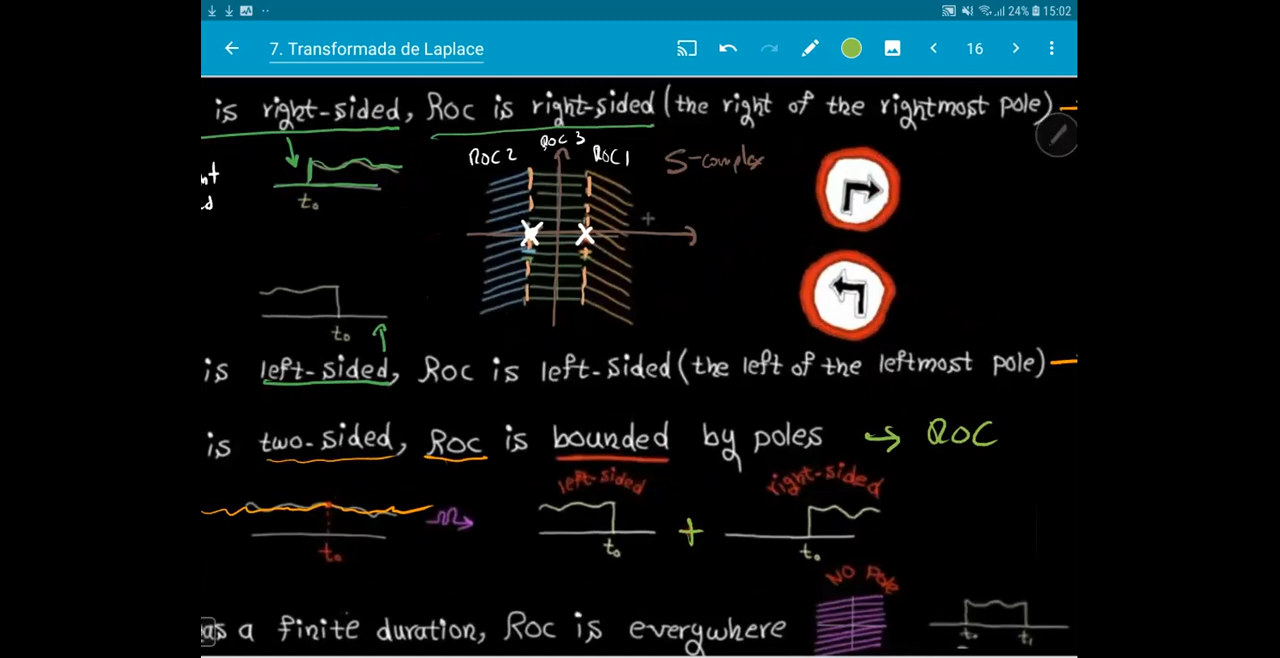 24% 15:02
7. Transformada de Laplace 16
is right-sided, ROC is right-sided (the right of the rightmost pole)
ROC 2 ROC 3 ROC 1 S-complex
t₀
t₀
is left-sided, ROC is left-sided (the left of the leftmost pole)
is two-sided, ROC is bounded by poles → ROC
left-sided right-sided
t₀ t₀ + t₀
NO Pole
as a finite duration, ROC is everywhere
t₀ t₁